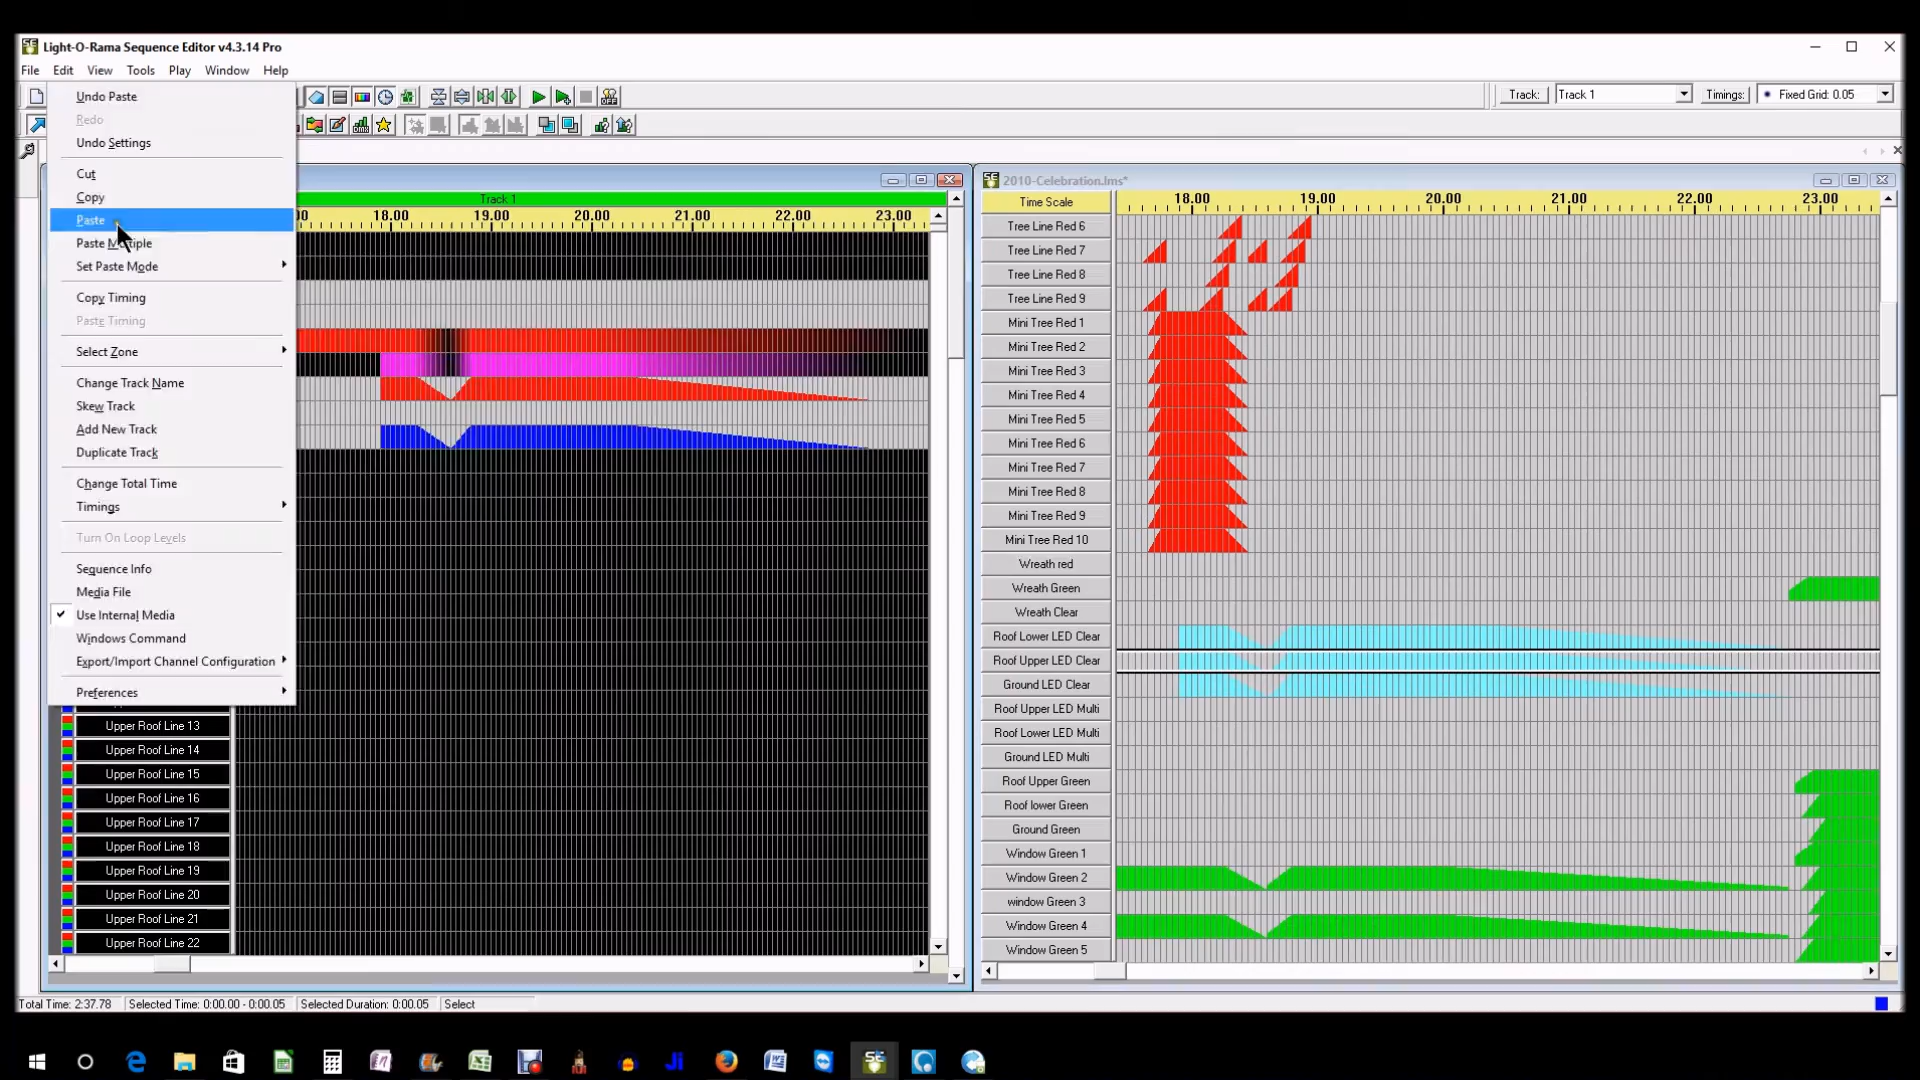 Light-O-Rama Sequence Editor v4.3.14 Pro
File Edit View Tools Play Window Help
Track: Track 1 Timings: Fixed Grid: 0.05
Undo Paste
Redo
Undo Settings
Cut
Copy
Paste
Paste Multiple
Set Paste Mode
Copy Timing
Paste Timing
Select Zone
Change Track Name
Skew Track
Add New Track
Duplicate Track
Change Total Time
Timings
Turn On Loop Levels
Sequence Info
Media File
Use Internal Media
Windows Command
Export/Import Channel Configuration
Preferences
Track 1
18.00 19.00 20.00 21.00 22.00 23.00
Upper Roof Line 13
Upper Roof Line 14
Upper Roof Line 15
Upper Roof Line 16
Upper Roof Line 17
Upper Roof Line 18
Upper Roof Line 19
Upper Roof Line 20
Upper Roof Line 21
Upper Roof Line 22
2010-Celebration.lms*
Time Scale 18.00 19.00 20.00 21.00 22.00 23.00
Tree Line Red 6
Tree Line Red 7
Tree Line Red 8
Tree Line Red 9
Mini Tree Red 1
Mini Tree Red 2
Mini Tree Red 3
Mini Tree Red 4
Mini Tree Red 5
Mini Tree Red 6
Mini Tree Red 7
Mini Tree Red 8
Mini Tree Red 9
Mini Tree Red 10
Wreath red
Wreath Green
Wreath Clear
Roof Lower LED Clear
Roof Upper LED Clear
Ground LED Clear
Roof Upper LED Multi
Roof Lower LED Multi
Ground LED Multi
Roof Upper Green
Roof lower Green
Ground Green
Window Green 1
Window Green 2
window Green 3
Window Green 4
Window Green 5
Total Time: 2:37.78 Selected Time: 0:00.00 - 0:00.05 Selected Duration: 0:00.05 Select